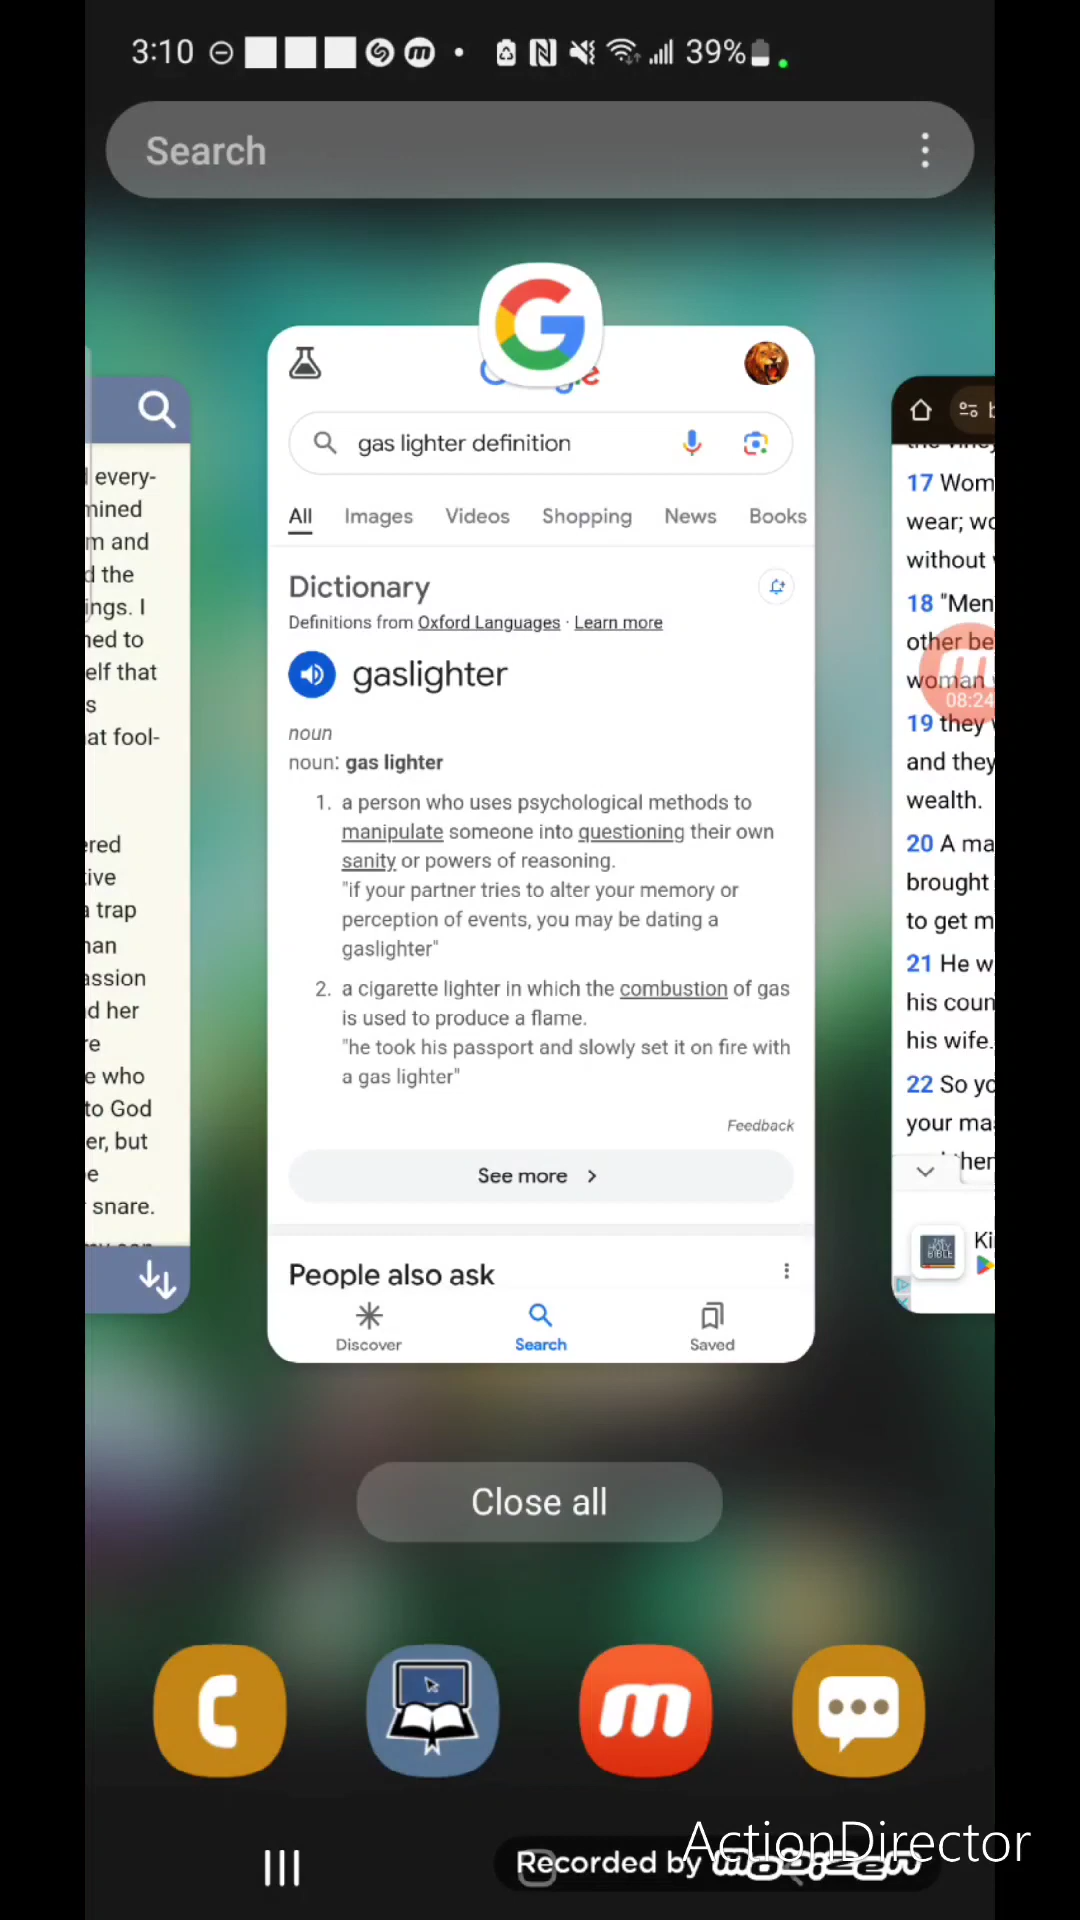 3:10
39%
Search
every-
mined
m and
d the
ings. I
ned to
elf that
s
at fool-
ered
tive
a trap
nan
assion
d her
re
e who
to God
er, but
e
snare.
gas lighter definition
All Images Videos Shopping News Books
Dictionary
Definitions from Oxford Languages · Learn more
gaslighter
noun
noun: gas lighter
1. a person who uses psychological methods to
manipulate someone into questioning their own
sanity or powers of reasoning.
"if your partner tries to alter your memory or
perception of events, you may be dating a
gaslighter"
2. a cigarette lighter in which the combustion of gas
is used to produce a flame.
"he took his passport and slowly set it on fire with
a gas lighter"
Feedback
See more
People also ask
Discover Search Saved
17 Wom
wear; wo
without
18 "Men
other be
woman
08:24
19 they
and they
wealth.
20 A ma
brought
to get m
21 He w
his coun
his wife.
22 So yo
your ma
ther
THE HOLY BIBLE
Ki
Close all
ActionDirector
Recorded by mobizen